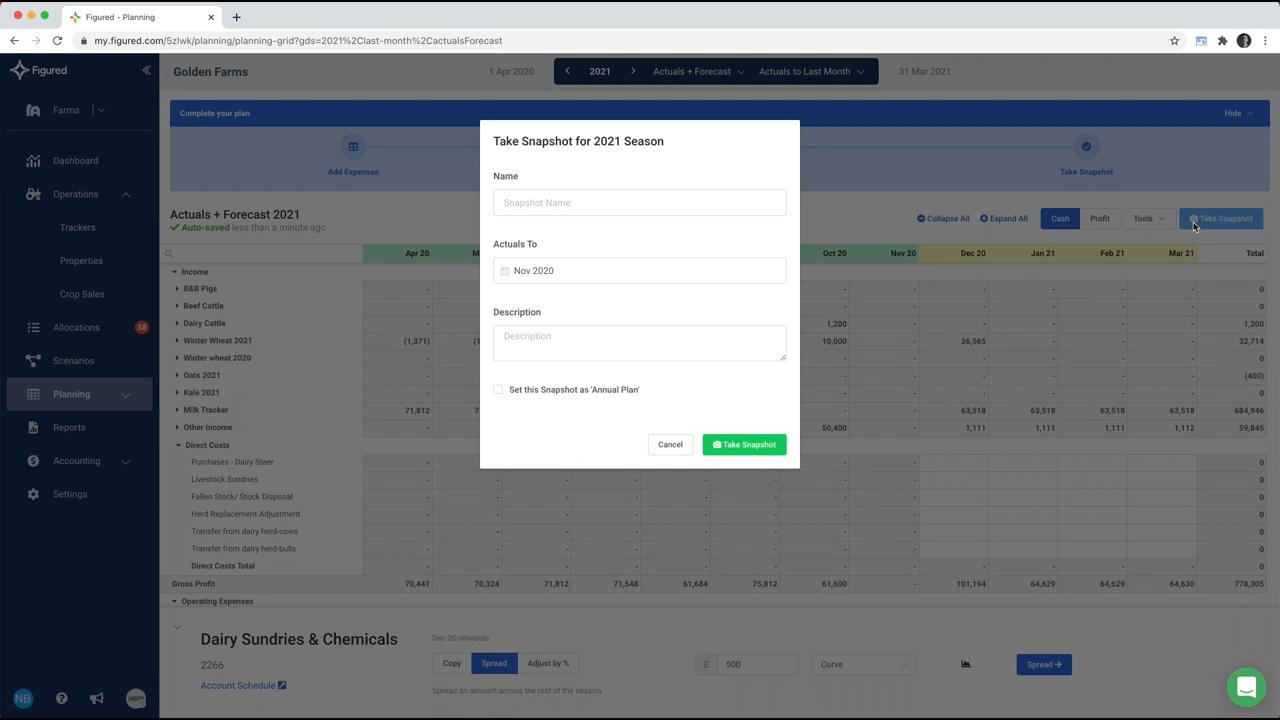 Figured - Planning
my.figured.com/5zlwk/planning/planning-grid?gds=2021%2Clast-month%2CactualsForecast
Figured
Golden Farms
1 Apr 2020
2021
Actuals + Forecast
Actuals to Last Month
31 Mar 2021
Farms
Dashboard
Operations
Trackers
Properties
Crop Sales
Allocations 58
Scenarios
Planning
Reports
Accounting
Settings
NB
Complete your plan
Hide
Add Expenses
Take Snapshot
Actuals + Forecast 2021
Auto-saved less than a minute ago
Collapse All
Expand All
Cash
Profit
Tools
Take Snapshot
Apr 20 Oct 20 Nov 20 Dec 20 Jan 21 Feb 21 Mar 21 Total
Income
B&B Pigs - - - - - - - 0
Beef Cattle - - - - - - - 0
Dairy Cattle - 1,200 - - - - - 1,200
Winter Wheat 2021 (1,371) 10,000 - 36,565 - - - 32,714
Winter wheat 2020 - - - - - - - 0
Oats 2021 - - - - - - - (400)
Kale 2021 - - - - - - - 0
Milk Tracker 71,812 - - 63,518 63,518 63,518 63,518 684,946
Other Income - 50,400 - 1,111 1,111 1,111 1,112 59,845
Direct Costs
Purchases - Dairy Steer - - - 0
Livestock Sundries - - - 0
Fallen Stock/ Stock Disposal - - - 0
Herd Replacement Adjustment - - - 0
Transfer from dairy herd-cows - - - 0
Transfer from dairy herd-bulls - - - 0
Direct Costs Total - - - - - - - 0
Gross Profit 70,441 70,324 71,812 71,548 61,684 75,812 61,600 - 101,194 64,629 64,629 64,630 778,305
Operating Expenses
Take Snapshot for 2021 Season
Name
Snapshot Name
Actuals To
Nov 2020
Description
Description
Set this Snapshot as 'Annual Plan'
Cancel
Take Snapshot
Dairy Sundries & Chemicals
2266
Account Schedule
Dec 20 onwards
Copy
Spread
Adjust by %
Spread an amount across the rest of the season.
£ 500
Curve
Spread